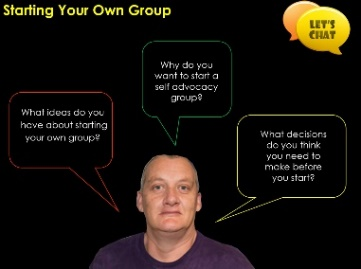 Starting Your Own Group
LET'S
CHAT
Why do you
want to start a
self advocacy
group?
What ideas do you
have about starting
your own group?
What decisions
do you think
you need to
make before
you start?